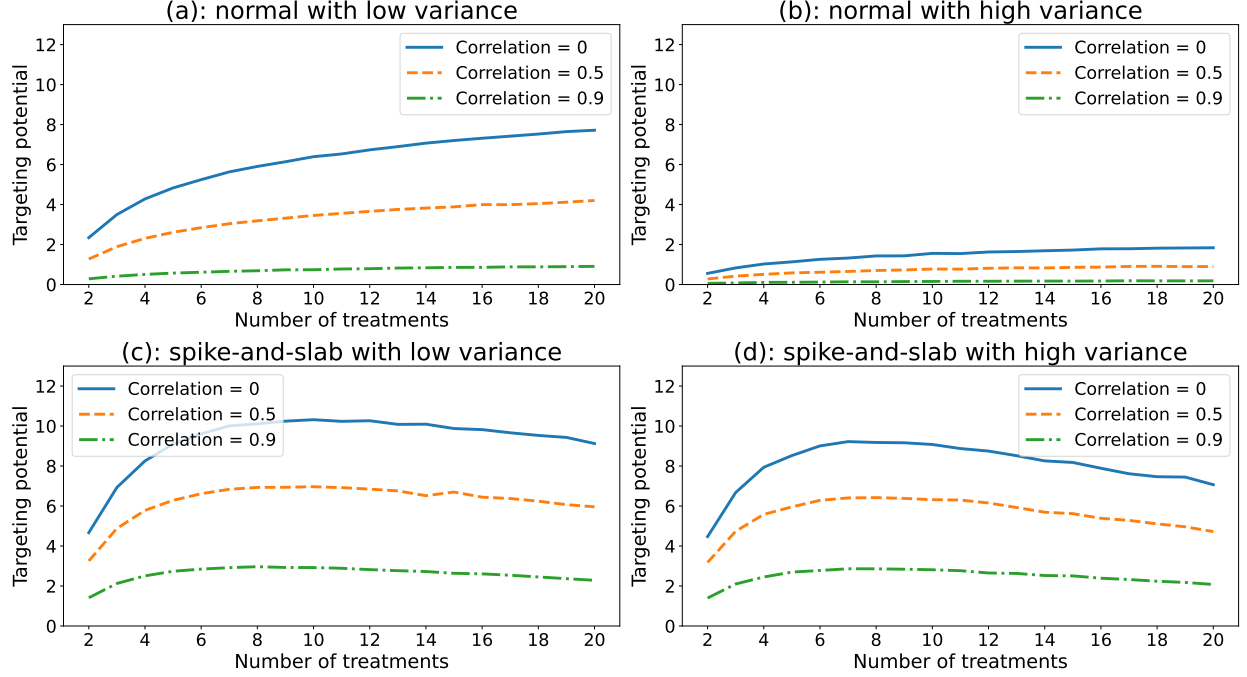 (a): normal with low variance
Targeting potential
12
10
8
6
4
2
0
Correlation = 0
Correlation = 0.5
Correlation = 0.9
2 4 6 8 10 12 14 16 18 20
Number of treatments
(b): normal with high variance
Targeting potential
12
10
8
6
4
2
0
Correlation = 0
Correlation = 0.5
Correlation = 0.9
2 4 6 8 10 12 14 16 18 20
Number of treatments
(c): spike-and-slab with low variance
Targeting potential
12
10
8
6
4
2
0
Correlation = 0
Correlation = 0.5
Correlation = 0.9
2 4 6 8 10 12 14 16 18 20
Number of treatments
(d): spike-and-slab with high variance
Targeting potential
12
10
8
6
4
2
0
Correlation = 0
Correlation = 0.5
Correlation = 0.9
2 4 6 8 10 12 14 16 18 20
Number of treatments